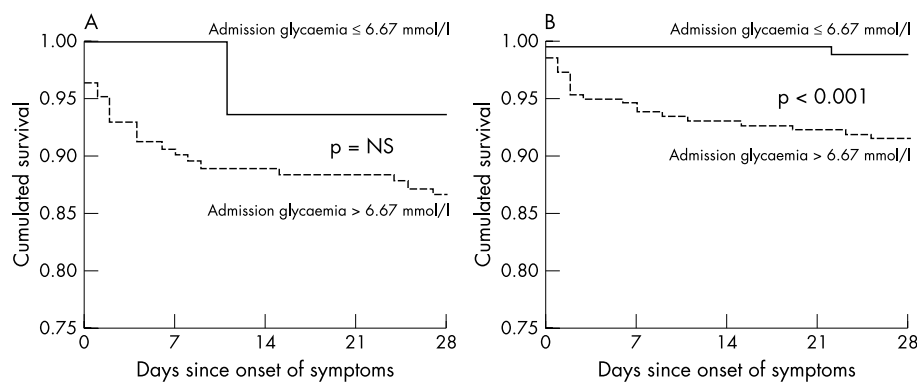 A
Admission glycaemia ≤ 6.67 mmol/l
1.00
0.95
0.90
0.85
0.80
0.75
Cumulated survival
p = NS
Admission glycaemia > 6.67 mmol/l
0
7
14
21
28
Days since onset of symptoms
B
Admission glycaemia ≤ 6.67 mmol/l
1.00
0.95
0.90
0.85
0.80
0.75
Cumulated survival
p < 0.001
Admission glycaemia > 6.67 mmol/l
0
7
14
21
28
Days since onset of symptoms